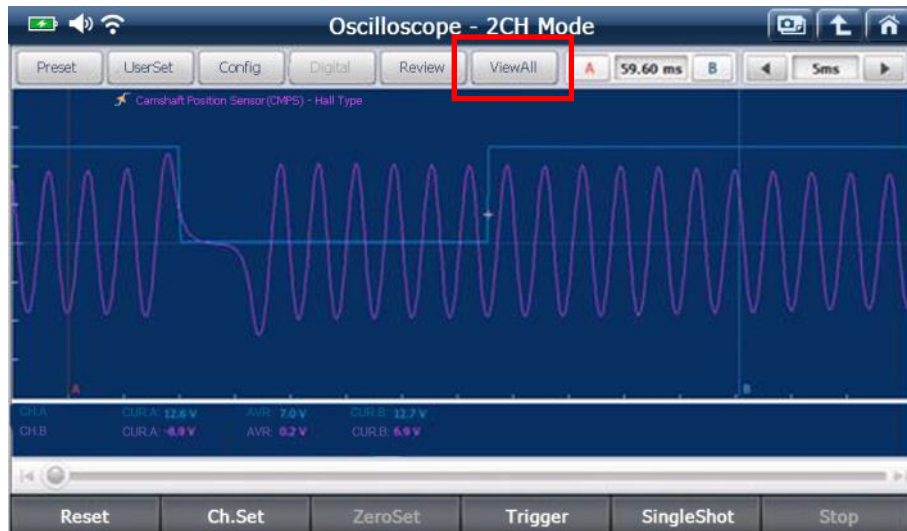 Oscilloscope - 2CH Mode
Preset UserSet Config Digital Review ViewAll A 59.60 ms B 5ms
Camshaft Position Sensor(CMPS) - Hall Type
A
B
CH.A CUR.A: 12.6 V AVR: 7.0 V CUR.B: 12.7 V
CH.B CUR.A: -8.9 V AVR: 0.2 V CUR.B: 6.9 V
Reset Ch.Set ZeroSet Trigger SingleShot Stop